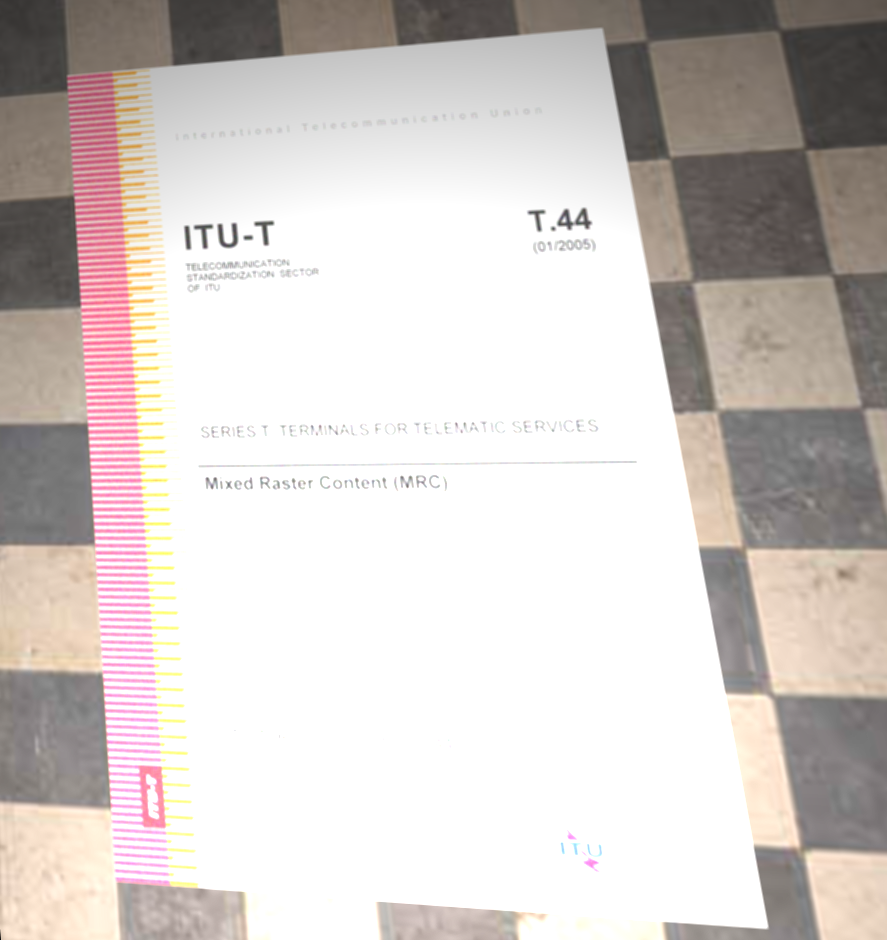 International Telecommunication Union
ITU-T
T.44
(01/2005)
TELECOMMUNICATION
STANDARDIZATION SECTOR
OF ITU
SERIES T TERMINALS FOR TELEMATIC SERVICES
Mixed Raster Content (MRC)
ITU-T
ITU